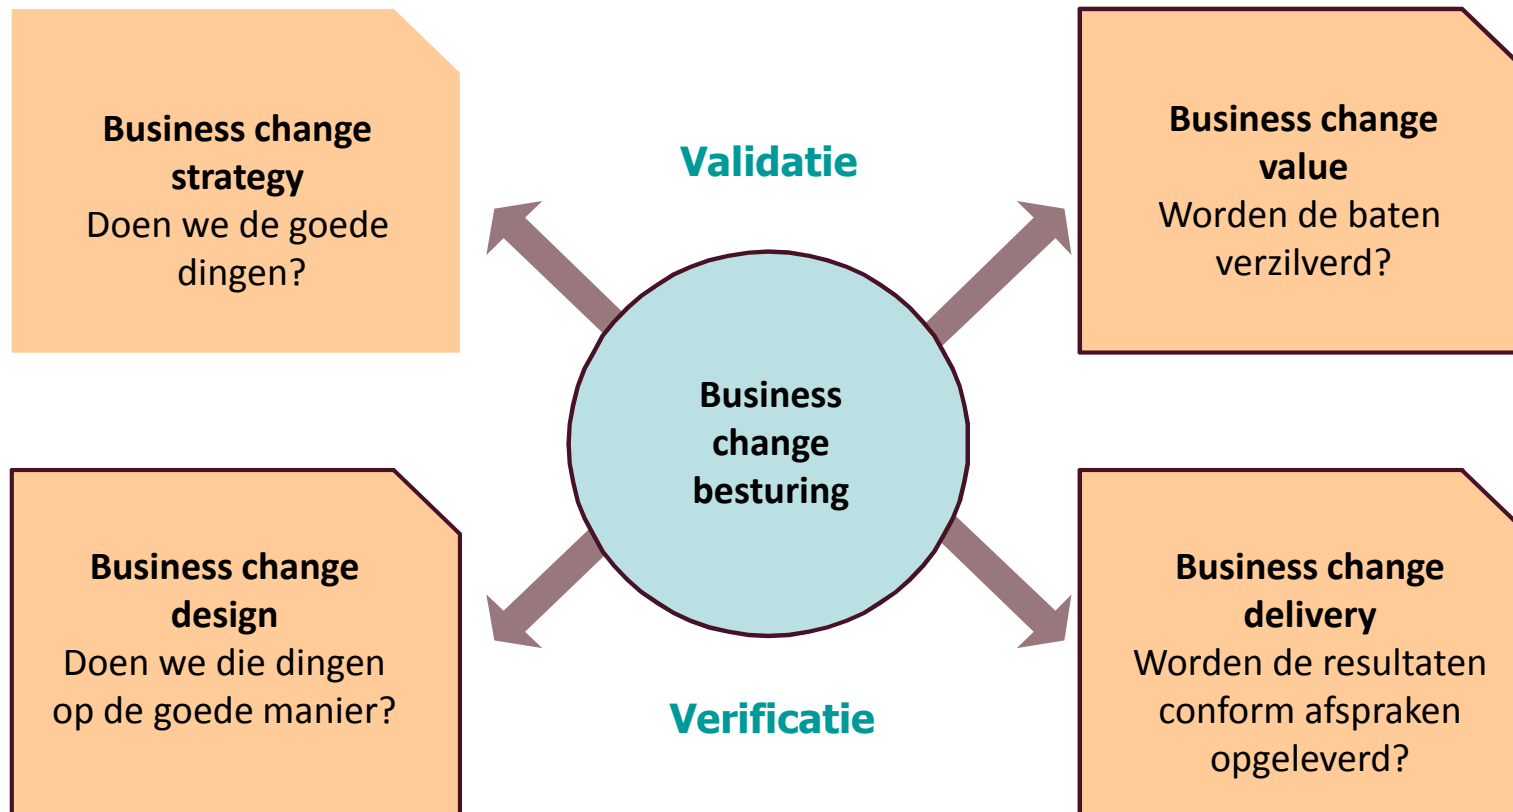 Business change
strategy
Doen we de goede
dingen?
Validatie
Business change
value
Worden de baten
verzilverd?
Business
change
besturing
Business change
design
Doen we die dingen
op de goede manier?
Verificatie
Business change
delivery
Worden de resultaten
conform afspraken
opgeleverd?